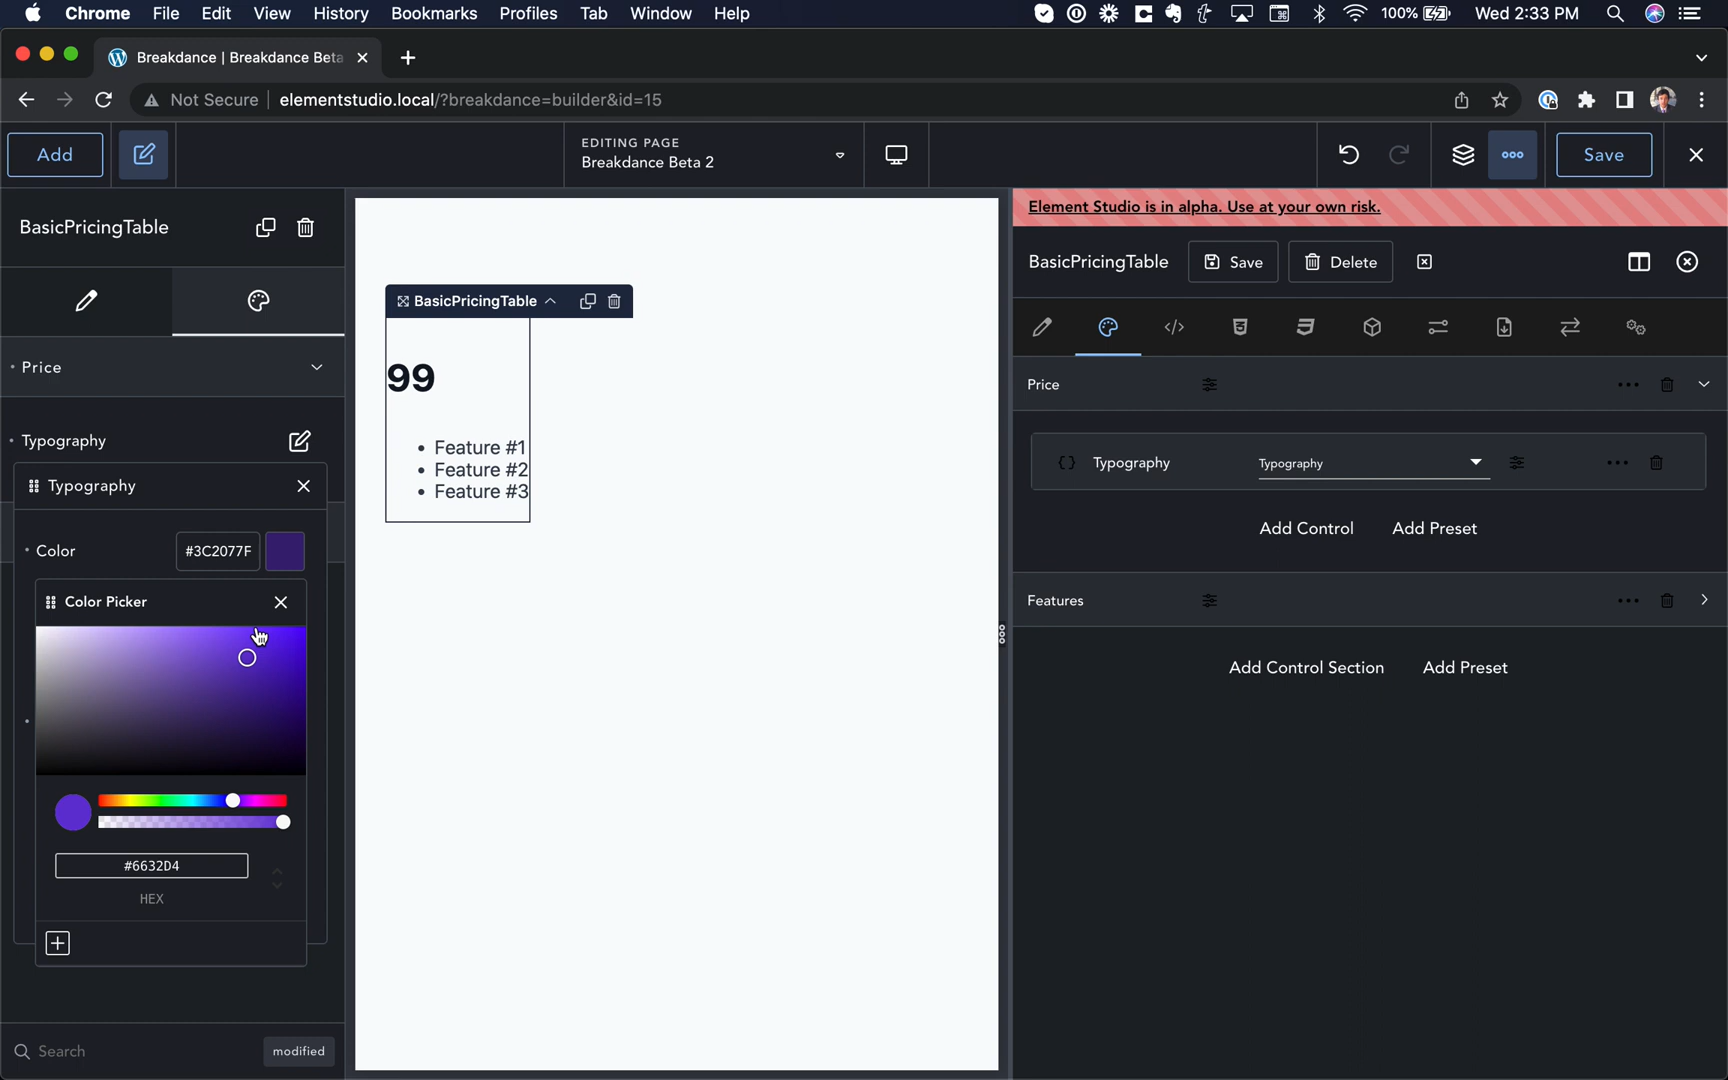 Chrome File Edit View History Bookmarks Profiles Tab Window Help 100% Wed 2:33 PM
Breakdance | Breakdance Beta
Not Secure elementstudio.local/?breakdance=builder&id=15
Add
EDITING PAGE
Breakdance Beta 2
Save
BasicPricingTable
Price
Typography
Typography
Color #3C2077F
Color Picker
#6632D4
HEX
Search modified
BasicPricingTable
99
Feature #1
Feature #2
Feature #3
Element Studio is in alpha. Use at your own risk.
BasicPricingTable Save Delete
Price
Typography Typography
Add Control Add Preset
Features
Add Control Section Add Preset